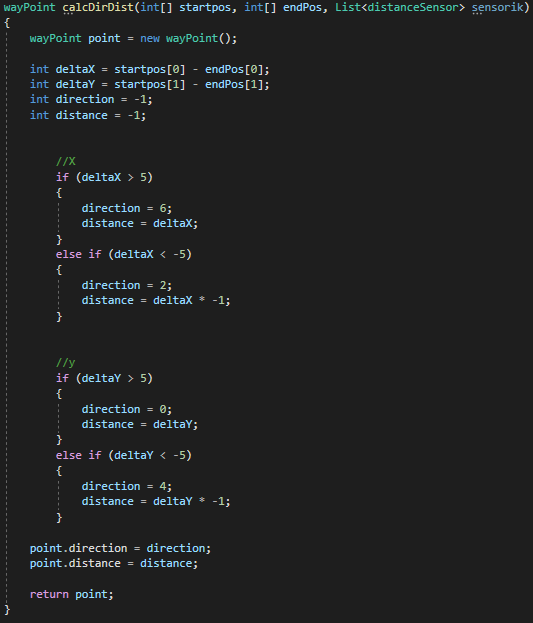 wayPoint calcDirDist(int[] startpos, int[] endPos, List<distanceSensor> sensorik)
{
wayPoint point = new wayPoint();
int deltaX = startpos[0] - endPos[0];
int deltaY = startpos[1] - endPos[1];
int direction = -1;
int distance = -1;
//X
if (deltaX > 5)
{
direction = 6;
distance = deltaX;
}
else if (deltaX < -5)
{
direction = 2;
distance = deltaX * -1;
}
//y
if (deltaY > 5)
{
direction = 0;
distance = deltaY;
}
else if (deltaY < -5)
{
direction = 4;
distance = deltaY * -1;
}
point.direction = direction;
point.distance = distance;
return point;
}